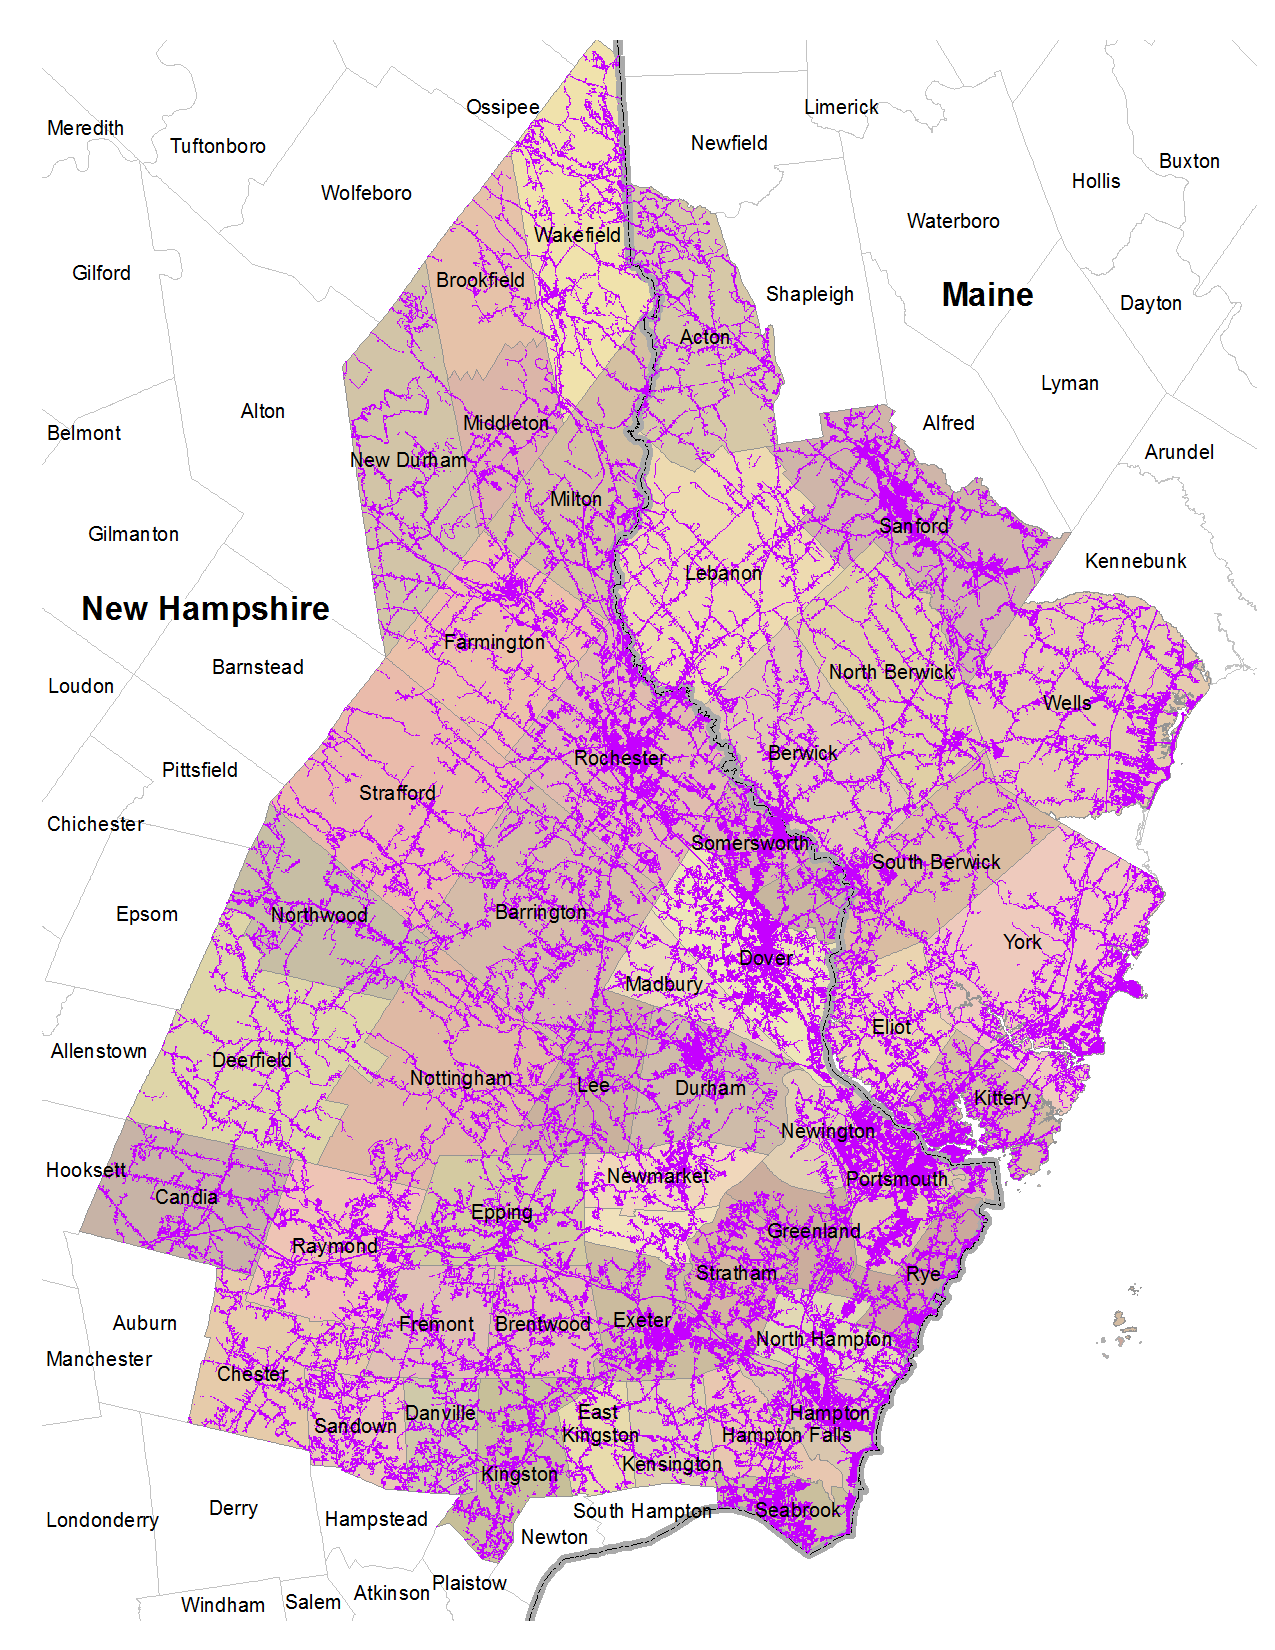 Ossipee
Limerick
Meredith
Tuftonboro
Newfield
Buxton
Wolfeboro
Hollis
Waterboro
Wakefield
Gilford
Brookfield
Shapleigh
Maine
Dayton
Acton
Lyman
Alton
Middleton
Alfred
Belmont
New Durham
Arundel
Milton
Gilmanton
Sanford
Lebanon
Kennebunk
New Hampshire
Farmington
Barnstead
Loudon
North Berwick
Wells
Pittsfield
Rochester
Berwick
Strafford
Chichester
Somersworth
South Berwick
Epsom
Northwood
Barrington
York
Dover
Madbury
Eliot
Allenstown
Deerfield
Nottingham
Lee
Durham
Kittery
Newington
Hooksett
Candia
Newmarket
Portsmouth
Epping
Greenland
Raymond
Stratham
Rye
Auburn
Fremont
Brentwood
Exeter
North Hampton
Manchester
Chester
Sandown
Danville
East
Kingston
Hampton
Hampton Falls
Kensington
Kingston
Derry
Londonderry
Hampstead
South Hampton
Seabrook
Newton
Plaistow
Atkinson
Salem
Windham